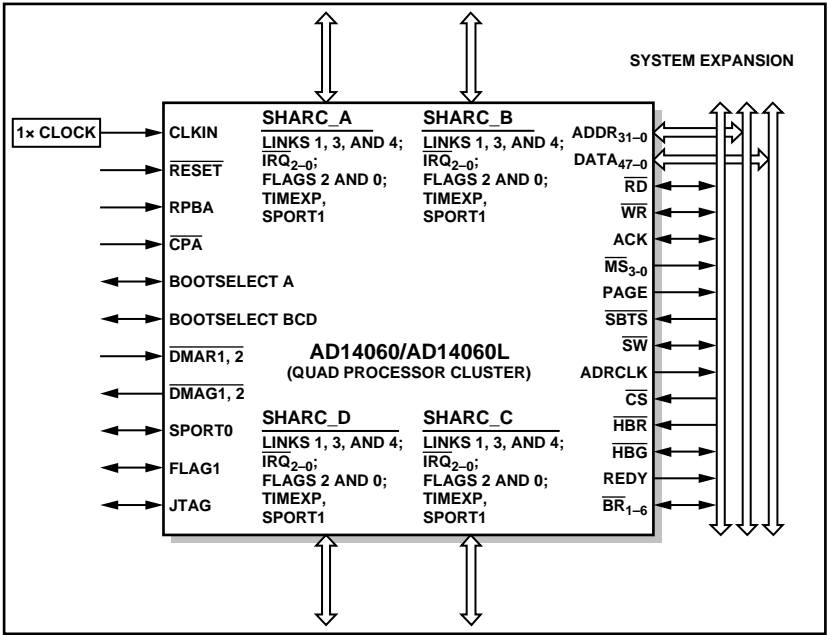 SYSTEM EXPANSION
1× CLOCK
CLKIN
RESET
RPBA
CPA
BOOTSELECT A
BOOTSELECT BCD
DMAR1, 2
DMAG1, 2
SPORT0
FLAG1
JTAG
SHARC_A
LINKS 1, 3, AND 4;
IRQ2–0;
FLAGS 2 AND 0;
TIMEXP,
SPORT1
SHARC_B
LINKS 1, 3, AND 4;
IRQ2–0;
FLAGS 2 AND 0;
TIMEXP,
SPORT1
AD14060/AD14060L
(QUAD PROCESSOR CLUSTER)
SHARC_D
LINKS 1, 3, AND 4;
IRQ2–0;
FLAGS 2 AND 0;
TIMEXP,
SPORT1
SHARC_C
LINKS 1, 3, AND 4;
IRQ2–0;
FLAGS 2 AND 0;
TIMEXP,
SPORT1
ADDR31–0
DATA47–0
RD
WR
ACK
MS3-0
PAGE
SBTS
SW
ADRCLK
CS
HBR
HBG
REDY
BR1–6